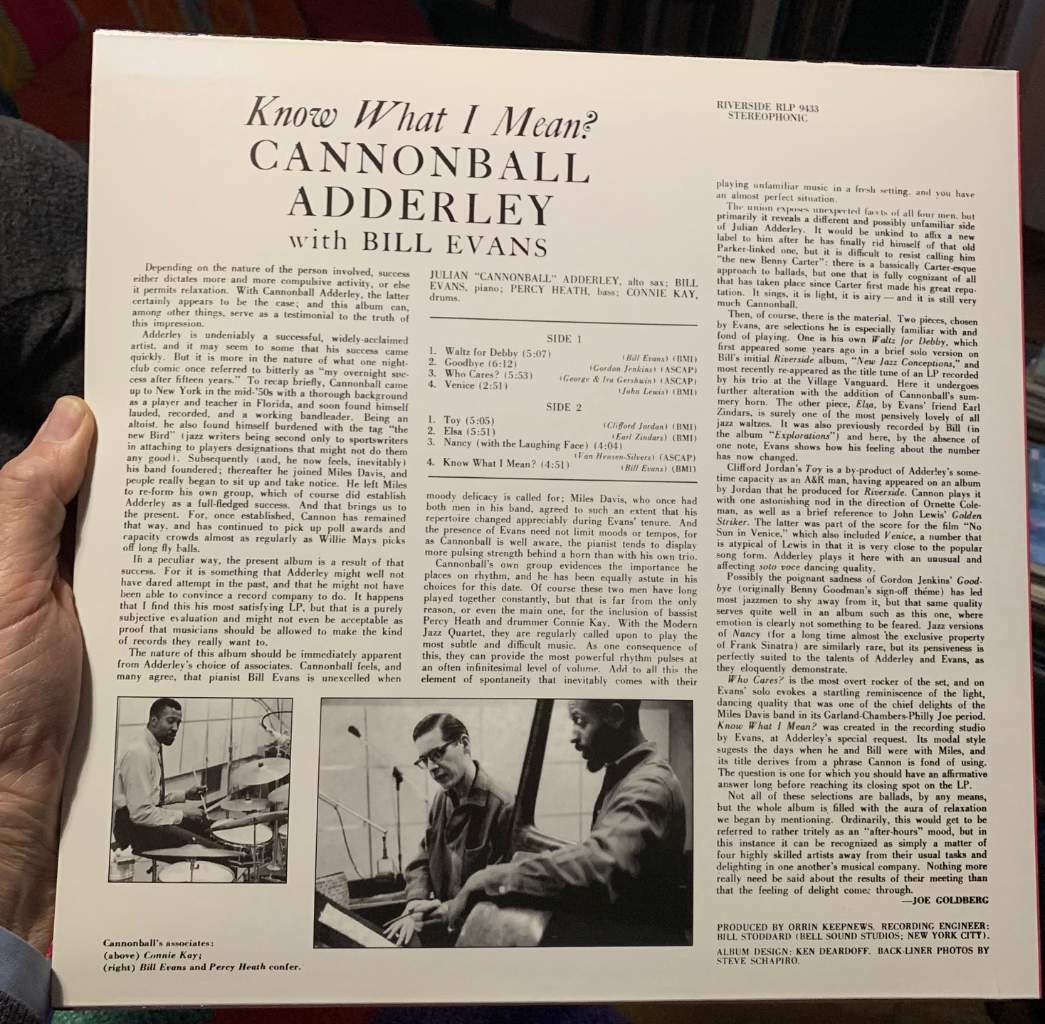 Know What I Mean?
CANNONBALL
ADDERLEY
with BILL EVANS
RIVERSIDE RLP 9433
STEREOPHONIC
Depending on the nature of the person involved, success
either dictates more and more compulsive activity, or else
it permits relaxation. With Cannonball Adderley, the latter
certainly appears to be the case; and this album can,
among other things, serve as a testimonial to the truth of
this impression.
Adderley is undeniably a successful, widely-acclaimed
artist, and it may seem to some that his success came
quickly. But it is more in the nature of what one night-
club comic once referred to bitterly as "my overnight suc-
cess after fifteen years." To recap briefly, Cannonball came
up to New York in the mid-'50s with a thorough background
as a player and teacher in Florida, and soon found himself
lauded, recorded, and a working bandleader. Being an
altoist, he also found himself burdened with the tag "the
new Bird" (jazz writers being second only to sportswriters
in attaching to players designations that might not do them
any good). Subsequently (and, he now feels, inevitably)
his band foundered; thereafter he joined Miles Davis, and
people really began to sit up and take notice. He left Miles
to re-form his own group, which of course did establish
Adderley as a full-fledged success. And that brings us to
the present. For, once established, Cannon has remained
that way, and has continued to pick up poll awards and
capacity crowds almost as regularly as Willie Mays picks
off long fly balls.
In a peculiar way, the present album is a result of that
success. For it is something that Adderley might well not
have dared attempt in the past, and that he might not have
been able to convince a record company to do. It happens
that I find this his most satisfying LP, but that is a purely
subjective evaluation and might not even be acceptable as
proof that musicians should be allowed to make the kind
of records they really want to.
The nature of this album should be immediately apparent
from Adderley's choice of associates. Cannonball feels, and
many agree, that pianist Bill Evans is unexcelled when
JULIAN "CANNONBALL" ADDERLEY, alto sax; BILL
EVANS, piano; PERCY HEATH, bass; CONNIE KAY,
drums.
SIDE 1
1. Waltz for Debby (5:07) (Bill Evans) (BMI)
2. Goodbye (6:12) (Gordon Jenkins) (ASCAP)
3. Who Cares? (5:53) (George & Ira Gershwin) (ASCAP)
4. Venice (2:51) (John Lewis) (BMI)
SIDE 2
1. Toy (5:05) (Clifford Jordan) (BMI)
2. Elsa (5:51) (Earl Zindars) (BMI)
3. Nancy (with the Laughing Face) (4:04)
(Van Heusen-Silvers) (ASCAP)
4. Know What I Mean? (4:51) (Bill Evans) (BMI)
moody delicacy is called for; Miles Davis, who once had
both men in his band, agreed to such an extent that his
repertoire changed appreciably during Evans' tenure. And
the presence of Evans need not limit moods or tempos, for
as Cannonball is well aware, the pianist tends to display
more pulsing strength behind a horn than with his own trio.
Cannonball's own group evidences the importance he
places on rhythm, and he has been equally astute in his
choices for this date. Of course these two men have long
played together constantly, but that is far from the only
reason, or even the main one, for the inclusion of bassist
Percy Heath and drummer Connie Kay. With the Modern
Jazz Quartet, they are regularly called upon to play the
most subtle and difficult music. As one consequence of
this, they can provide the most powerful rhythm pulses at
an often infinitesimal level of volume. Add to all this the
element of spontaneity that inevitably comes with their
playing unfamiliar music in a fresh setting, and you have
an almost perfect situation.
The union exposes unexpected facets of all four men, but
primarily it reveals a different and possibly unfamiliar side
of Julian Adderley. It would be unkind to affix a new
label to him after he has finally rid himself of that old
Parker-linked one, but it is difficult to resist calling him
"the new Benny Carter": there is a bassically Carter-esque
approach to ballads, but one that is fully cognizant of all
that has taken place since Carter first made his great repu-
tation. It sings, it is light, it is airy — and it is still very
much Cannonball.
Then, of course, there is the material. Two pieces, chosen
by Evans, are selections he is especially familiar with and
fond of playing. One is his own Waltz for Debby, which
first appeared some years ago in a brief solo version on
Bill's initial Riverside album, "New Jazz Conceptions," and
most recently re-appeared as the title tune of an LP recorded
by his trio at the Village Vanguard. Here it undergoes
further alteration with the addition of Cannonball's sum-
mery horn. The other piece, Elsa, by Evans' friend Earl
Zindars, is surely one of the most pensively lovely of all
jazz waltzes. It was also previously recorded by Bill (in
the album "Explorations") and here, by the absence of
one note, Evans shows how his feeling about the number
has now changed.
Clifford Jordan's Toy is a by-product of Adderley's some-
time capacity as an A&R man, having appeared on an album
by Jordan that he produced for Riverside. Cannon plays it
with one astonishing nod in the direction of Ornette Cole-
man, as well as a brief reference to John Lewis' Golden
Striker. The latter was part of the score for the film "No
Sun in Venice," which also included Venice, a number that
is atypical of Lewis in that it is very close to the popular
song form. Adderley plays it here with an unusual and
affecting soto voce dancing quality.
Possibly the poignant sadness of Gordon Jenkins' Good-
bye (originally Benny Goodman's sign-off theme) has led
most jazzmen to shy away from it, but that same quality
serves quite well in an album such as this one, where
emotion is clearly not something to be feared. Jazz versions
of Nancy (for a long time almost the exclusive property
of Frank Sinatra) are similarly rare, but its pensiveness is
perfectly suited to the talents of Adderley and Evans, as
they eloquently demonstrate.
Who Cares? is the most overt rocker of the set, and on
Evans' solo evokes a startling reminiscence of the light,
dancing quality that was one of the chief delights of the
Miles Davis band in its Garland-Chambers-Philly Joe period.
Know What I Mean? was created in the recording studio
by Evans, at Adderley's special request. Its modal style
sugests the days when he and Bill were with Miles, and
its title derives from a phrase Cannon is fond of using.
The question is one for which you should have an affirmative
answer long before reaching its closing spot on the LP.
Not all of these selections are ballads, by any means,
but the whole album is filled with the aura of relaxation
we began by mentioning. Ordinarily, this would get to be
referred to rather tritely as an "after-hours" mood, but in
this instance it can be recognized as simply a matter of
four highly skilled artists away from their usual tasks and
delighting in one another's musical company. Nothing more
really need be said about the results of their meeting than
that the feeling of delight comes through.
—JOE GOLDBERG
PRODUCED BY ORRIN KEEPNEWS. RECORDING ENGINEER:
BILL STODDARD (BELL SOUND STUDIOS; NEW YORK CITY).
ALBUM DESIGN: KEN DEARDOFF. BACK-LINER PHOTOS BY
STEVE SCHAPIRO.
Cannonball's associates:
(above) Connie Kay;
(right) Bill Evans and Percy Heath confer.